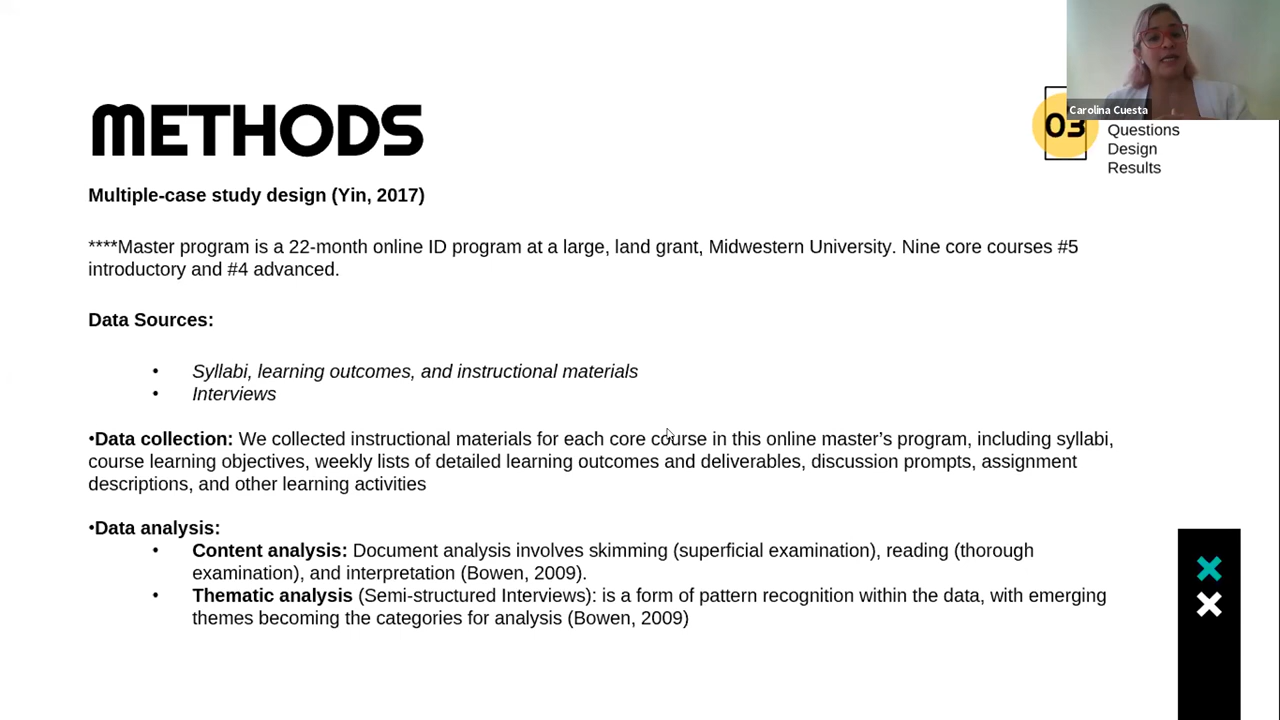 METHODS
Carolina Cuesta
03
Questions
Design
Results
Multiple-case study design (Yin, 2017)
****Master program is a 22-month online ID program at a large, land grant, Midwestern University. Nine core courses #5
introductory and #4 advanced.
Data Sources:
• Syllabi, learning outcomes, and instructional materials
• Interviews
•Data collection: We collected instructional materials for each core course in this online master’s program, including syllabi,
course learning objectives, weekly lists of detailed learning outcomes and deliverables, discussion prompts, assignment
descriptions, and other learning activities
•Data analysis:
• Content analysis: Document analysis involves skimming (superficial examination), reading (thorough
examination), and interpretation (Bowen, 2009).
• Thematic analysis (Semi-structured Interviews): is a form of pattern recognition within the data, with emerging
themes becoming the categories for analysis (Bowen, 2009)